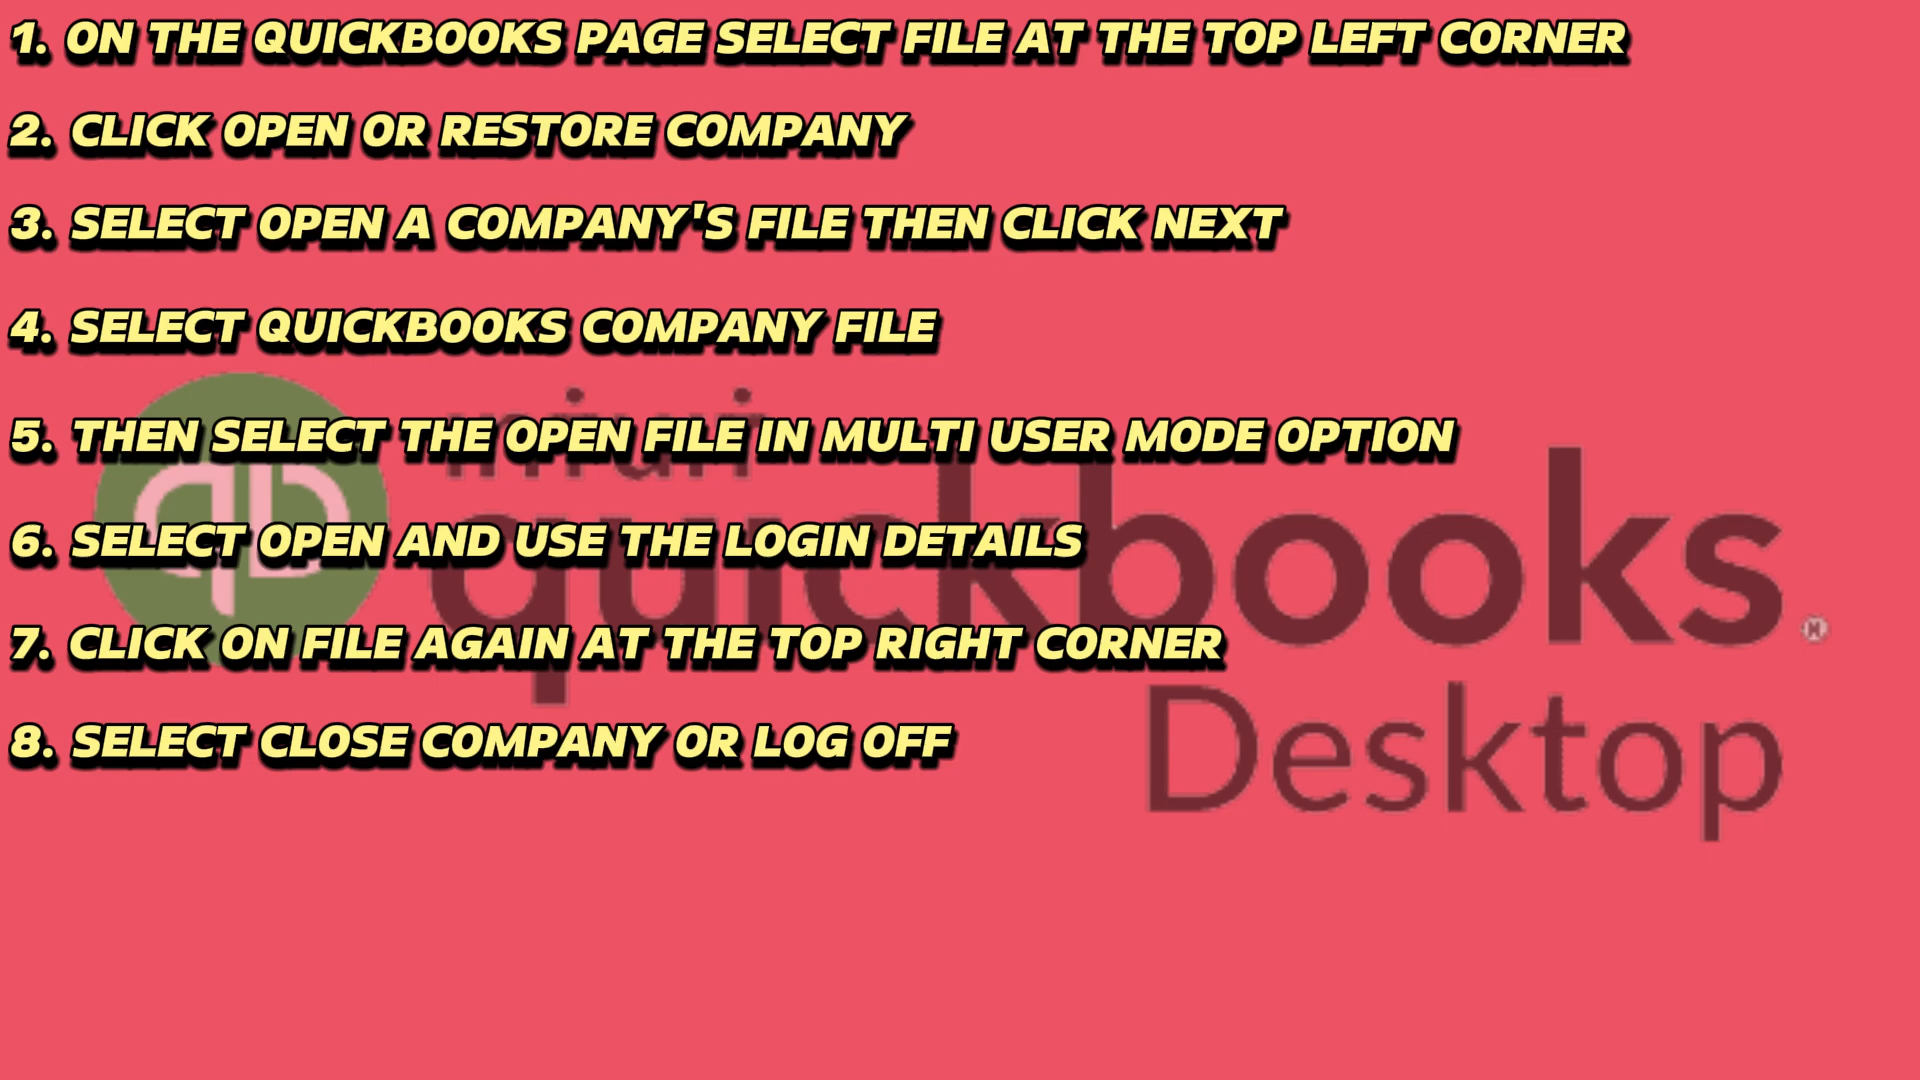 1. ON THE QUICKBOOKS PAGE SELECT FILE AT THE TOP LEFT CORNER
2. CLICK OPEN OR RESTORE COMPANY
3. SELECT OPEN A COMPANY'S FILE THEN CLICK NEXT
4. SELECT QUICKBOOKS COMPANY FILE
5. THEN SELECT THE OPEN FILE IN MULTI USER MODE OPTION
6. SELECT OPEN AND USE THE LOGIN DETAILS
7. CLICK ON FILE AGAIN AT THE TOP RIGHT CORNER
8. SELECT CLOSE COMPANY OR LOG OFF
qb
intuit
quickbooks.
Desktop